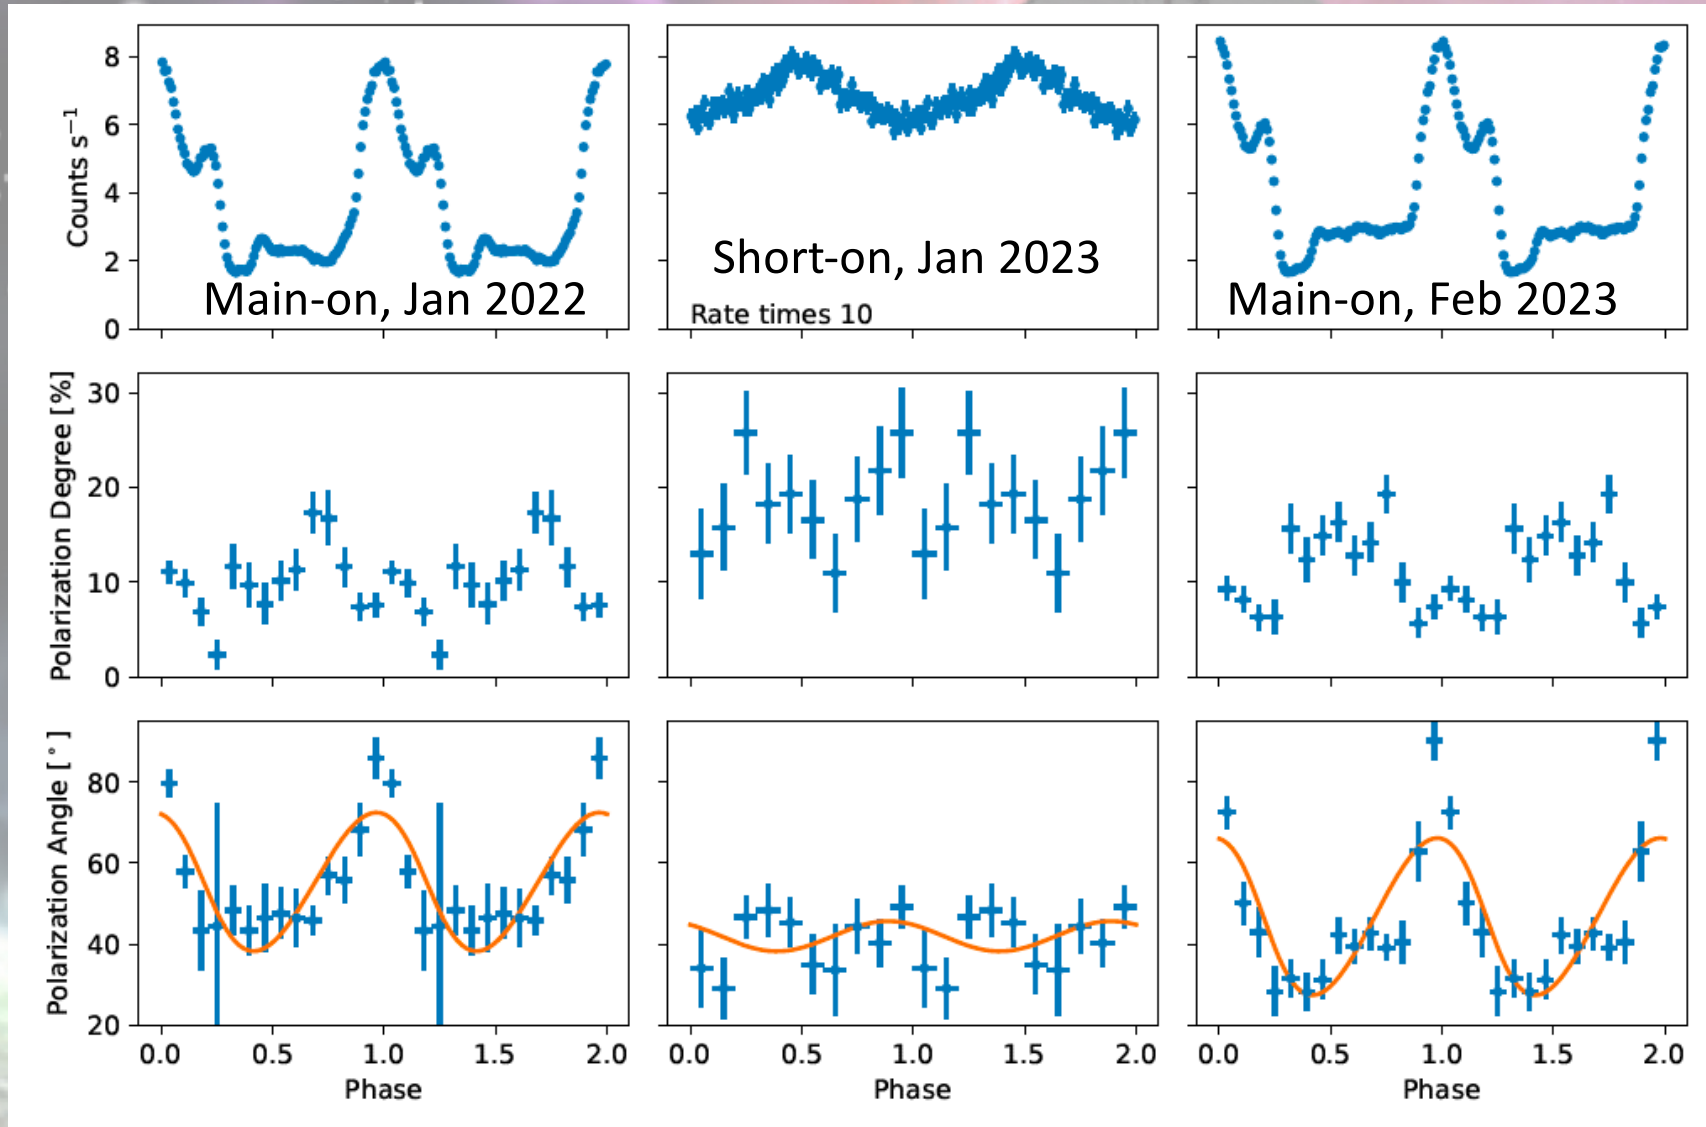 8
6
4
2
0
Counts s⁻¹
Main-on, Jan 2022
Short-on, Jan 2023
Rate times 10
Main-on, Feb 2023
30
20
10
0
Polarization Degree [%]
80
60
40
20
Polarization Angle [°]
0.0 0.5 1.0 1.5 2.0
Phase
0.0 0.5 1.0 1.5 2.0
Phase
0.0 0.5 1.0 1.5 2.0
Phase